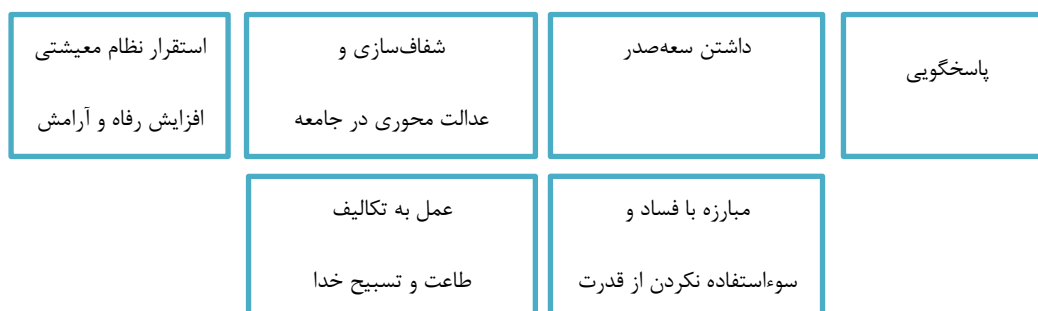 پاسخگویی
داشتن سعه‌صدر
شفاف‌سازی و
عدالت محوری در جامعه
استقرار نظام معیشتی
افزایش رفاه و آرامش
مبارزه با فساد و
سوءاستفاده نکردن از قدرت
عمل به تکالیف
طاعت و تسبیح خدا